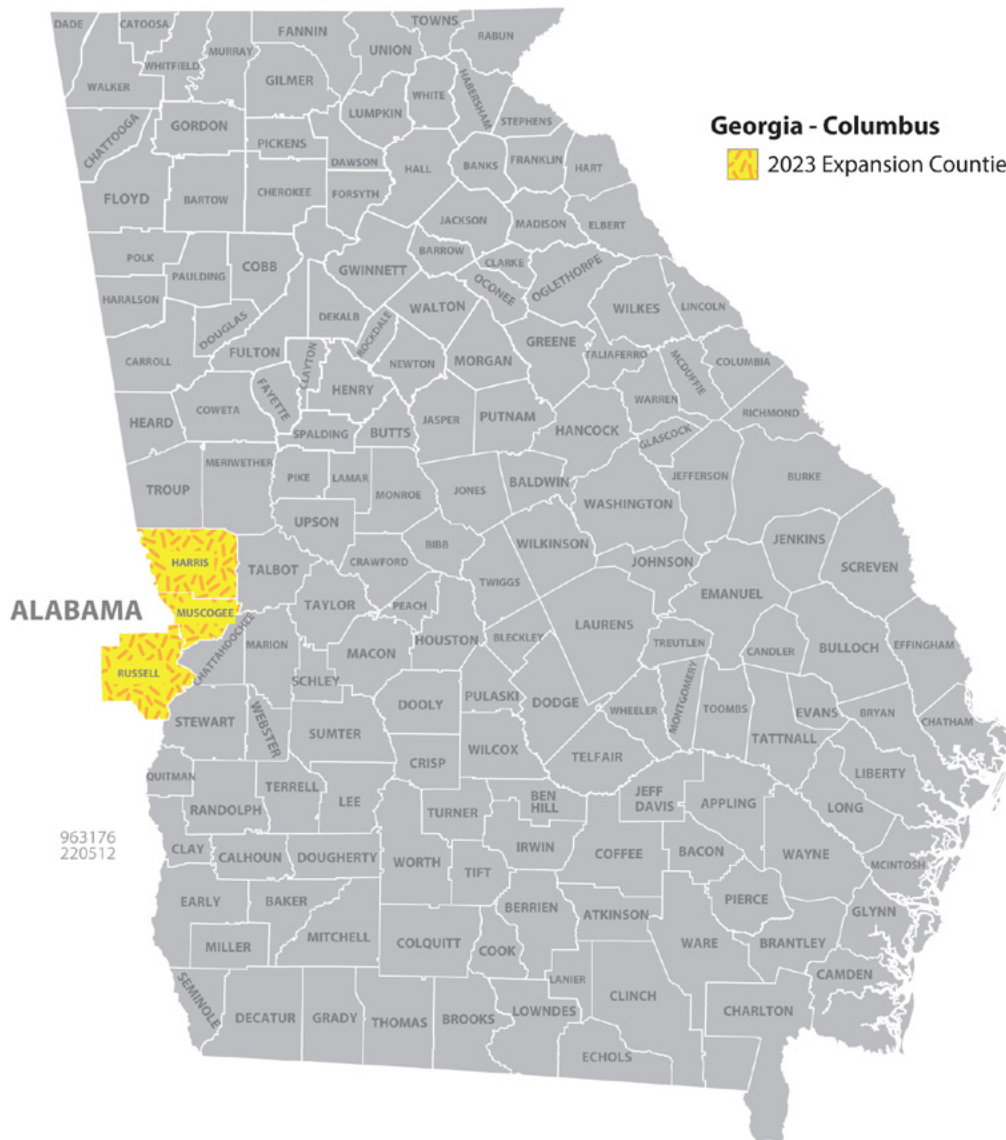 DADE
CATOOSA
FANNIN
TOWNS
RABUN
MURRAY
UNION
WHITFIELD
WALKER
GILMER
HABERSHAM
WHITE
LUMPKIN
STEPHENS
CHATTOOGA
GORDON
PICKENS
Georgia - Columbus
2023 Expansion Countie
DAWSON
HALL
BANKS
FRANKLIN
HART
FLOYD
BARTOW
CHEROKEE
FORSYTH
JACKSON
MADISON
ELBERT
POLK
PAULDING
COBB
BARROW
CLARKE
GWINNETT
OCONEE
OGLETHORPE
HARALSON
WALTON
WILKES
LINCOLN
DOUGLAS
DEKALB
ROCKDALE
CARROLL
FULTON
CLAYTON
NEWTON
MORGAN
GREENE
TALIAFERRO
MCDUFFIE
COLUMBIA
FAYETTE
HENRY
WARREN
RICHMOND
HEARD
COWETA
SPALDING
BUTTS
JASPER
PUTNAM
HANCOCK
GLASCOCK
MERIWETHER
TROUP
PIKE
LAMAR
MONROE
JONES
BALDWIN
WASHINGTON
JEFFERSON
BURKE
UPSON
BIBB
WILKINSON
JENKINS
HARRIS
TALBOT
CRAWFORD
TWIGGS
JOHNSON
SCREVEN
EMANUEL
ALABAMA
MUSCOGEE
TAYLOR
PEACH
LAURENS
CHATTAHOOCHEE
MARION
MACON
HOUSTON
BLECKLEY
TREUTLEN
CANDLER
BULLOCH
EFFINGHAM
RUSSELL
SCHLEY
PULASKI
DODGE
MONTGOMERY
STEWART
WEBSTER
SUMTER
DOOLY
WHEELER
TOOMBS
EVANS
BRYAN
CHATHAM
TATTNALL
WILCOX
TELFAIR
CRISP
QUITMAN
TERRELL
LEE
RANDOLPH
LIBERTY
TURNER
BEN
HILL
JEFF
DAVIS
APPLING
LONG
963176
220512
CLAY
CALHOUN
DOUGHERTY
WORTH
TIFT
IRWIN
COFFEE
BACON
WAYNE
MCINTOSH
EARLY
BAKER
BERRIEN
ATKINSON
PIERCE
GLYNN
MILLER
MITCHELL
COLQUITT
COOK
WARE
BRANTLEY
SEMINOLE
LANIER
CLINCH
CAMDEN
DECATUR
GRADY
THOMAS
BROOKS
LOWNDES
CHARLTON
ECHOLS